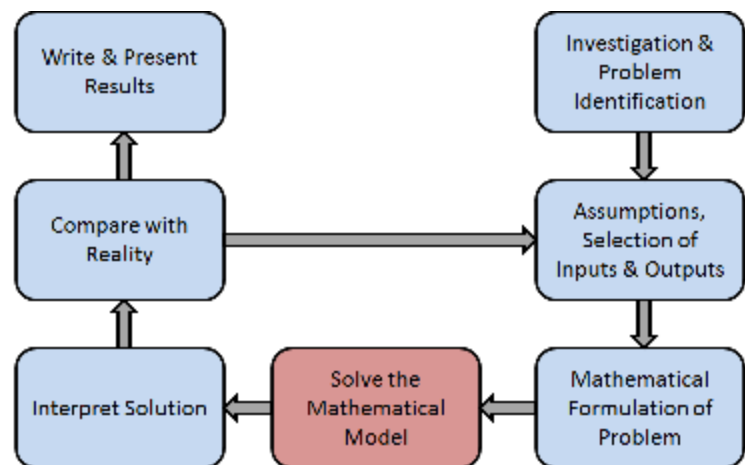 Write & Present
Results
Investigation &
Problem
Identification
Compare with
Reality
Assumptions,
Selection of
Inputs & Outputs
Interpret Solution
Solve the
Mathematical
Model
Mathematical
Formulation of
Problem